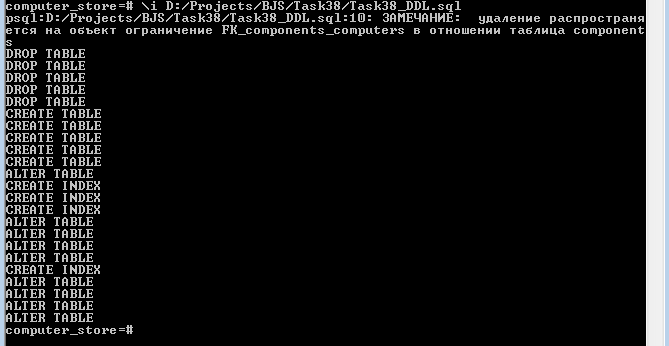 computer_store=# \i D:/Projects/BJS/Task38/Task38_DDL.sql
psql:D:/Projects/BJS/Task38/Task38_DDL.sql:10: ЗАМЕЧАНИЕ:  удаление распространя
ется на объект ограничение FK_components_computers в отношении таблица component
s
DROP TABLE
DROP TABLE
DROP TABLE
DROP TABLE
DROP TABLE
CREATE TABLE
CREATE TABLE
CREATE TABLE
CREATE TABLE
CREATE TABLE
ALTER TABLE
CREATE INDEX
CREATE INDEX
CREATE INDEX
ALTER TABLE
ALTER TABLE
ALTER TABLE
ALTER TABLE
CREATE INDEX
ALTER TABLE
ALTER TABLE
ALTER TABLE
ALTER TABLE
computer_store=#